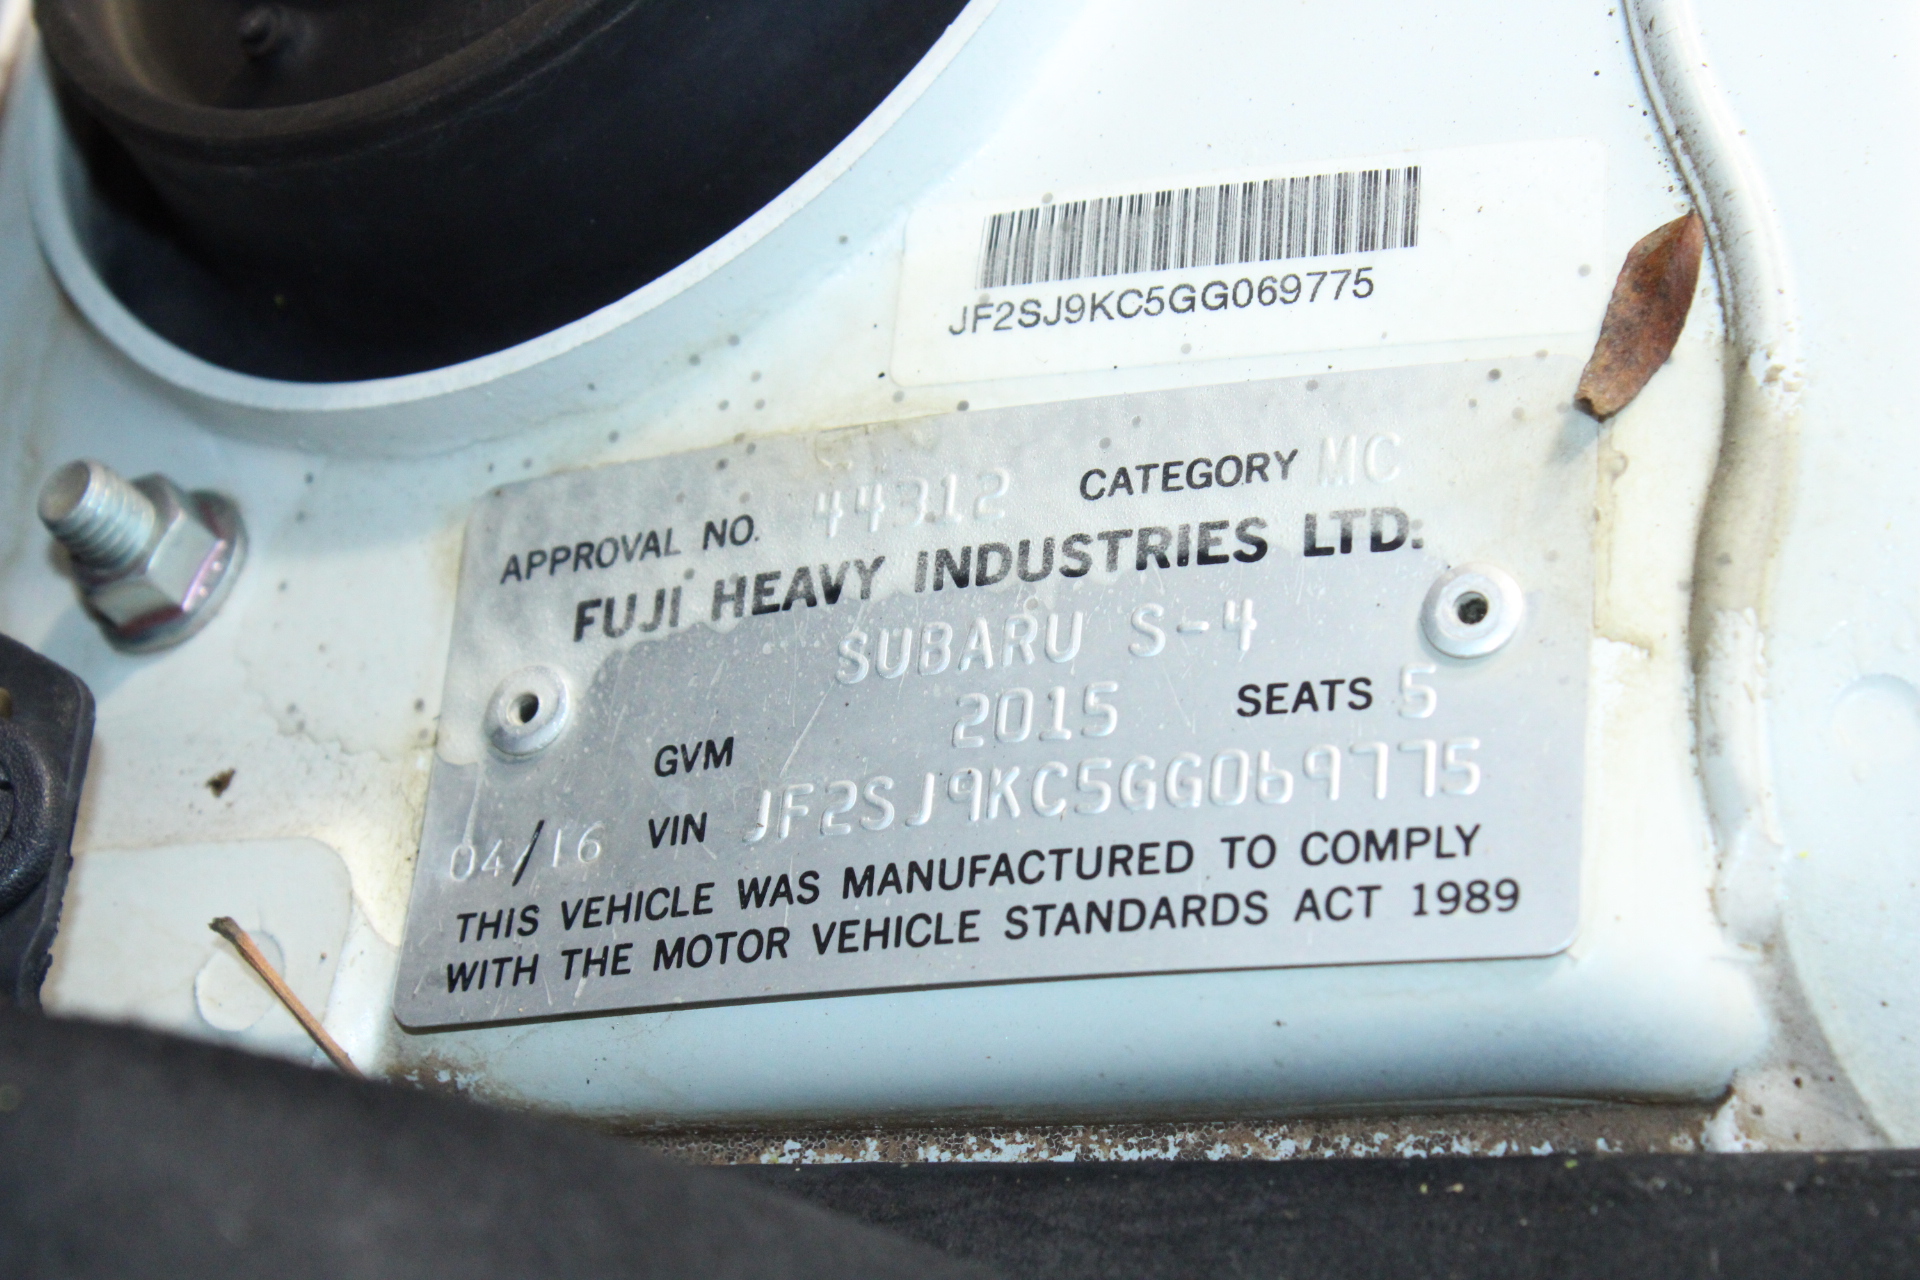 JF2SJ9KC5GG069775
APPROVAL NO. 44312 CATEGORY MC
FUJI HEAVY INDUSTRIES LTD.
SUBARU S-4
GVM 2015 SEATS 5
04/16 VIN JF2SJ9KC5GG069775
THIS VEHICLE WAS MANUFACTURED TO COMPLY
WITH THE MOTOR VEHICLE STANDARDS ACT 1989